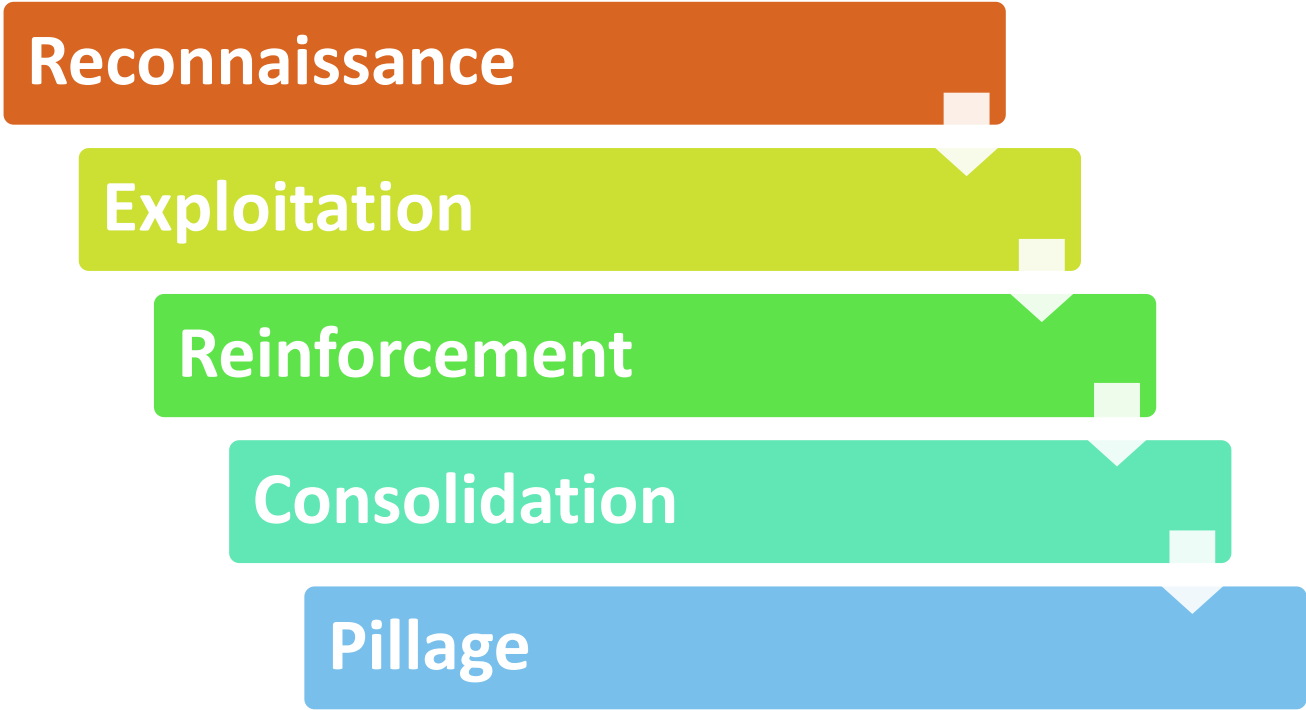 Reconnaissance
Exploitation
Reinforcement
Consolidation
Pillage